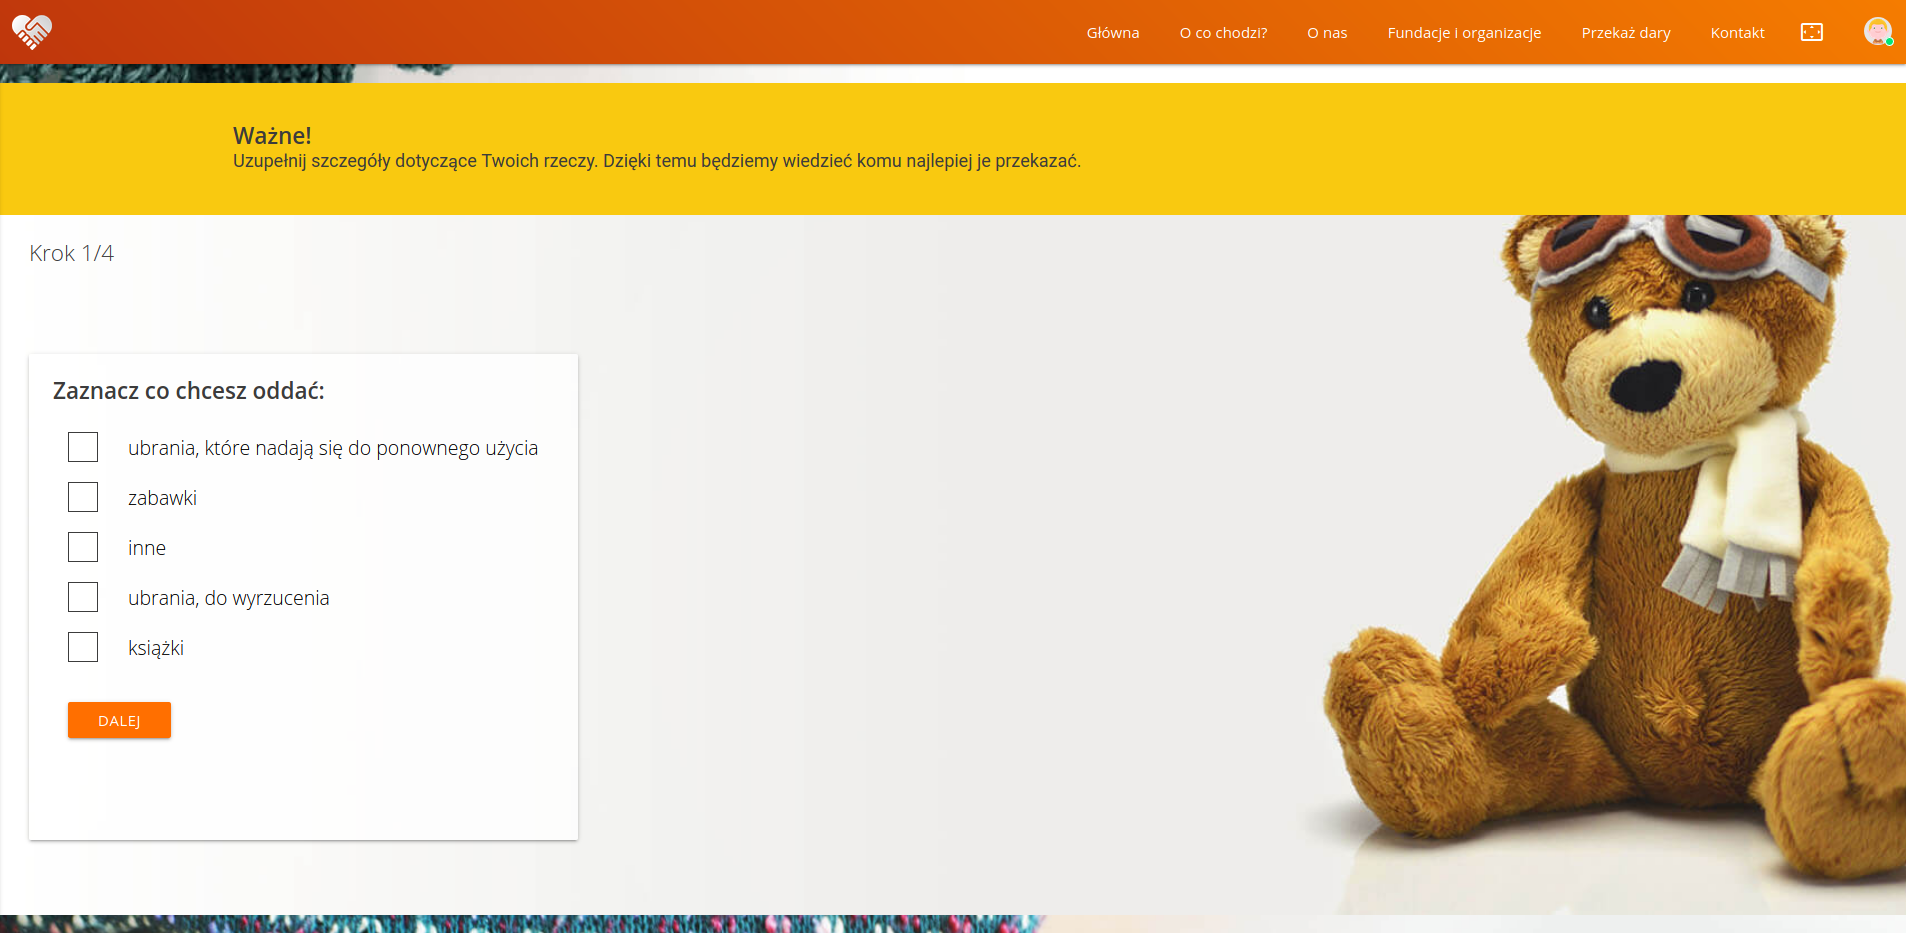 Główna
O co chodzi?
O nas
Fundacje i organizacje
Przekaż dary
Kontakt
Ważne!
Uzupełnij szczegóły dotyczące Twoich rzeczy. Dzięki temu będziemy wiedzieć komu najlepiej je przekazać.
Krok 1/4
Zaznacz co chcesz oddać:
ubrania, które nadają się do ponownego użycia
zabawki
inne
ubrania, do wyrzucenia
książki
DALEJ